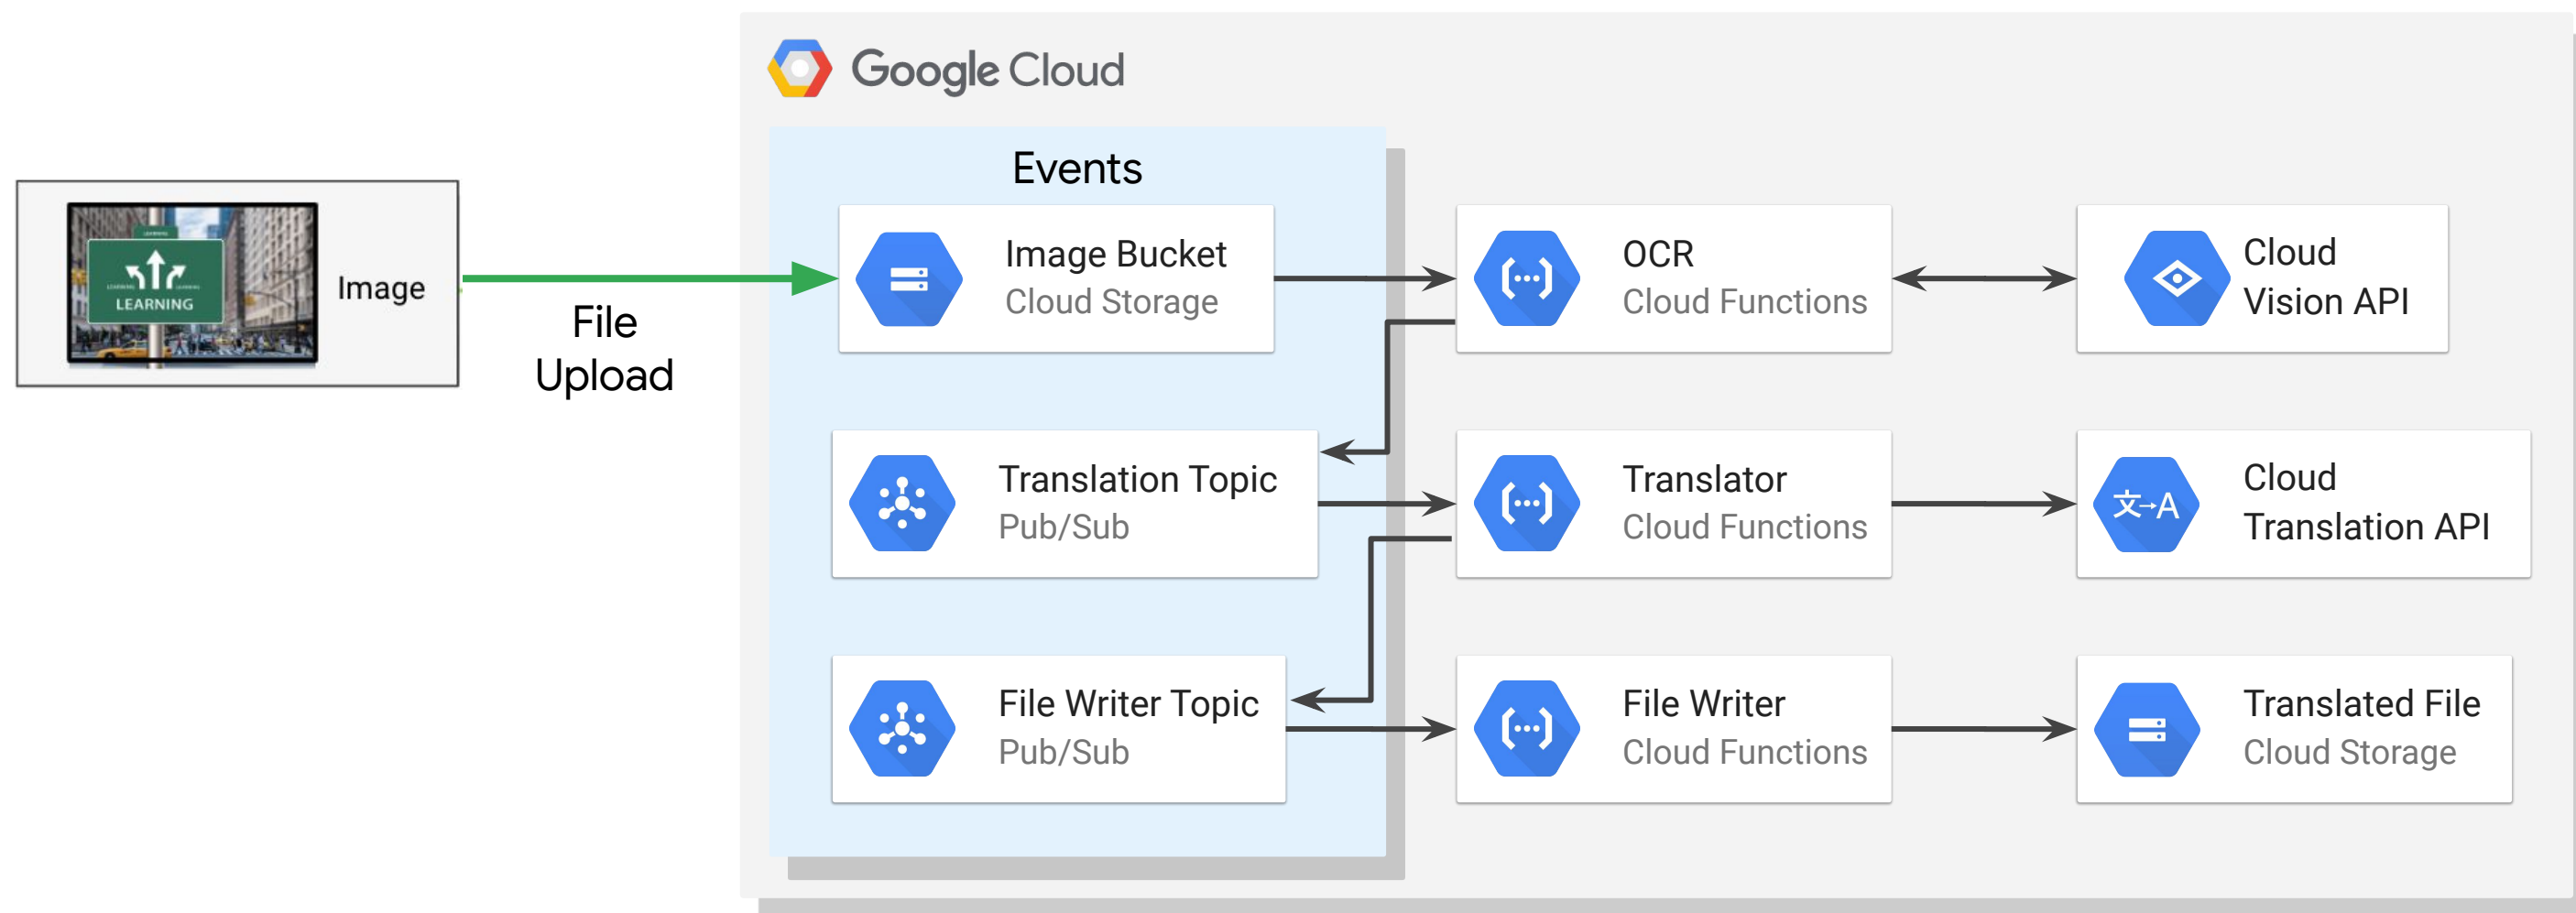 Google Cloud
Events
LEARNING
Image
File
Upload
Image Bucket
Cloud Storage
OCR
Cloud Functions
Cloud
Vision API
Translation Topic
Pub/Sub
Translator
Cloud Functions
文→A
Cloud
Translation API
File Writer Topic
Pub/Sub
File Writer
Cloud Functions
Translated File
Cloud Storage